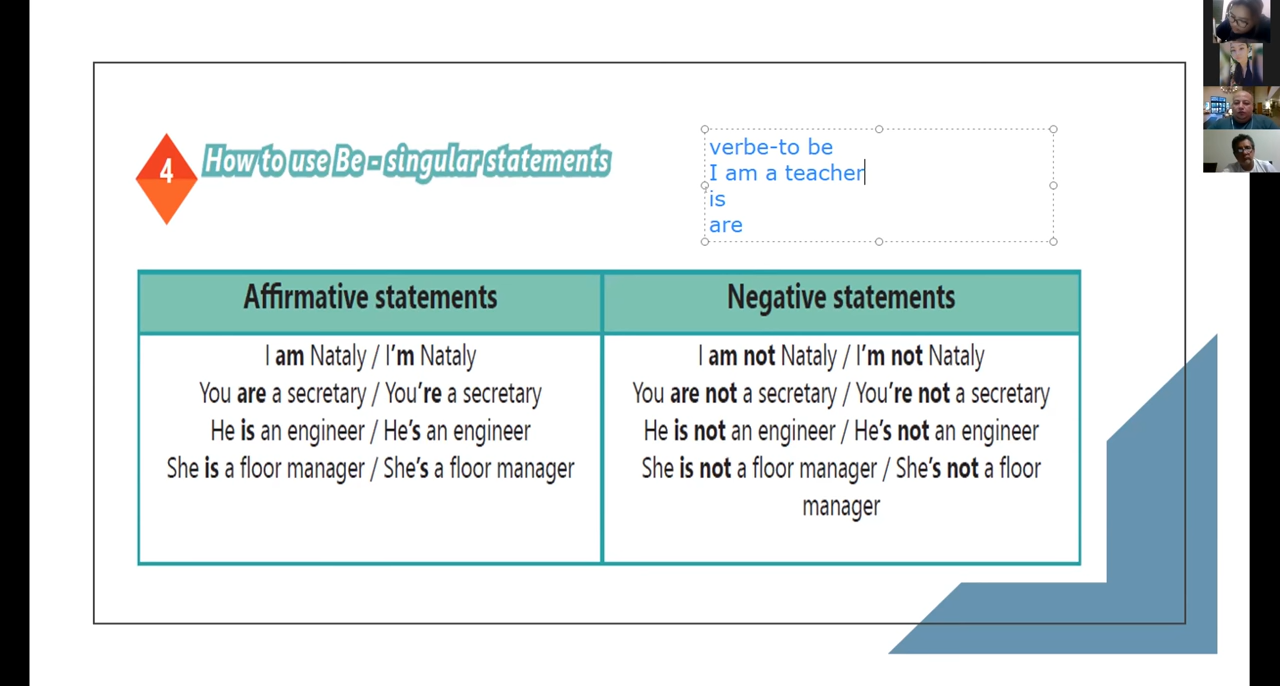 4
How to use Be - singular statements
verbe-to be
I am a teacher
is
are
Affirmative statements
Negative statements
I am Nataly / I'm Nataly
You are a secretary / You're a secretary
He is an engineer / He's an engineer
She is a floor manager / She's a floor manager
I am not Nataly / I'm not Nataly
You are not a secretary / You're not a secretary
He is not an engineer / He's not an engineer
She is not a floor manager / She's not a floor
manager